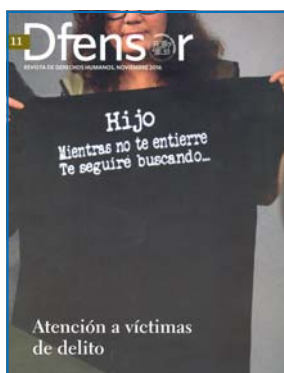 11
Dfensor
REVISTA DE DERECHOS HUMANOS, NOVIEMBRE 2016
Hijo
Mientras no te entierre
Te seguiré buscando...
Atención a víctimas
de delito